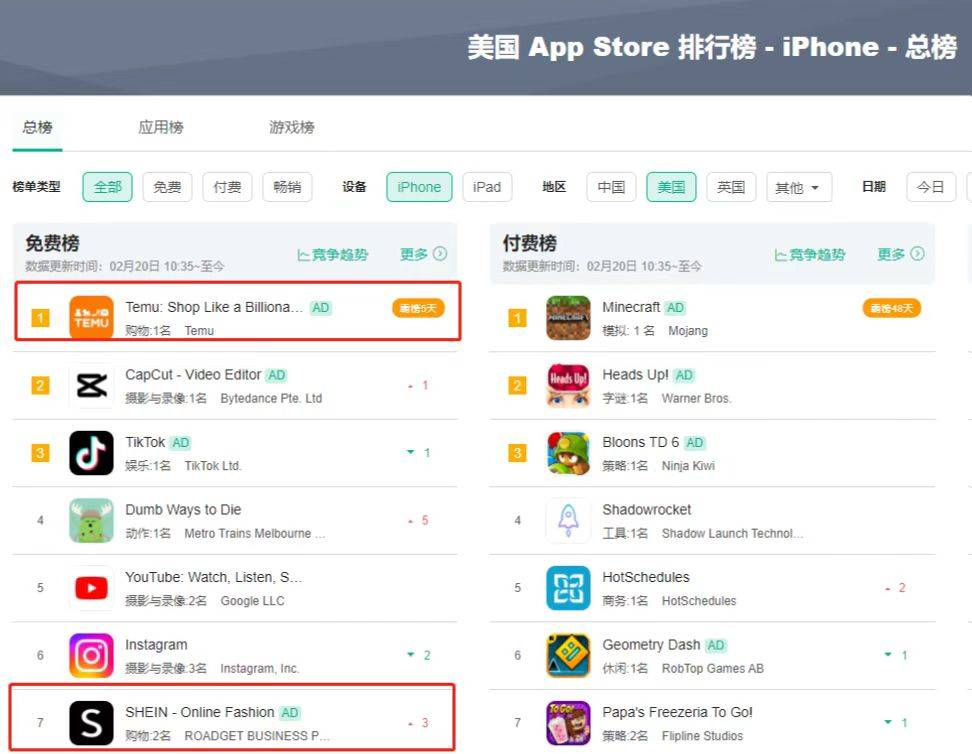 美国 App Store 排行榜 - iPhone - 总榜
总榜 应用榜 游戏榜
榜单类型 全部 免费 付费 畅销 设备 iPhone iPad 地区 中国 美国 英国 其他 日期 今日
免费榜
数据更新时间：02月20日 10:35~至今
竞争趋势 更多
1 TEMU Temu: Shop Like a Billiona... AD 霸榜5天
购物:1名 Temu
2 CapCut - Video Editor AD 1
摄影与录像:1名 Bytedance Pte. Ltd
3 TikTok AD 1
娱乐:1名 TikTok Ltd.
4 Dumb Ways to Die 5
动作:1名 Metro Trains Melbourne ...
5 YouTube: Watch, Listen, S...
摄影与录像:2名 Google LLC
6 Instagram 2
摄影与录像:3名 Instagram, Inc.
7 S SHEIN - Online Fashion AD 3
购物:2名 ROADGET BUSINESS P...
付费榜
数据更新时间：02月20日 10:35~至今
竞争趋势 更多
1 MINECRAFT Minecraft AD 霸榜48天
模拟: 1 名 Mojang
2 Heads Up! Heads Up! AD
字谜:1名 Warner Bros.
3 Bloons TD 6 AD
策略:1名 Ninja Kiwi
4 Shadowrocket
工具:1名 Shadow Launch Technol...
5 HotSchedules 2
商务:1名 HotSchedules
6 Geometry Dash AD 1
休闲:1名 RobTop Games AB
7 TO GO! Papa's Freezeria To Go! 1
策略:2名 Flipline Studios